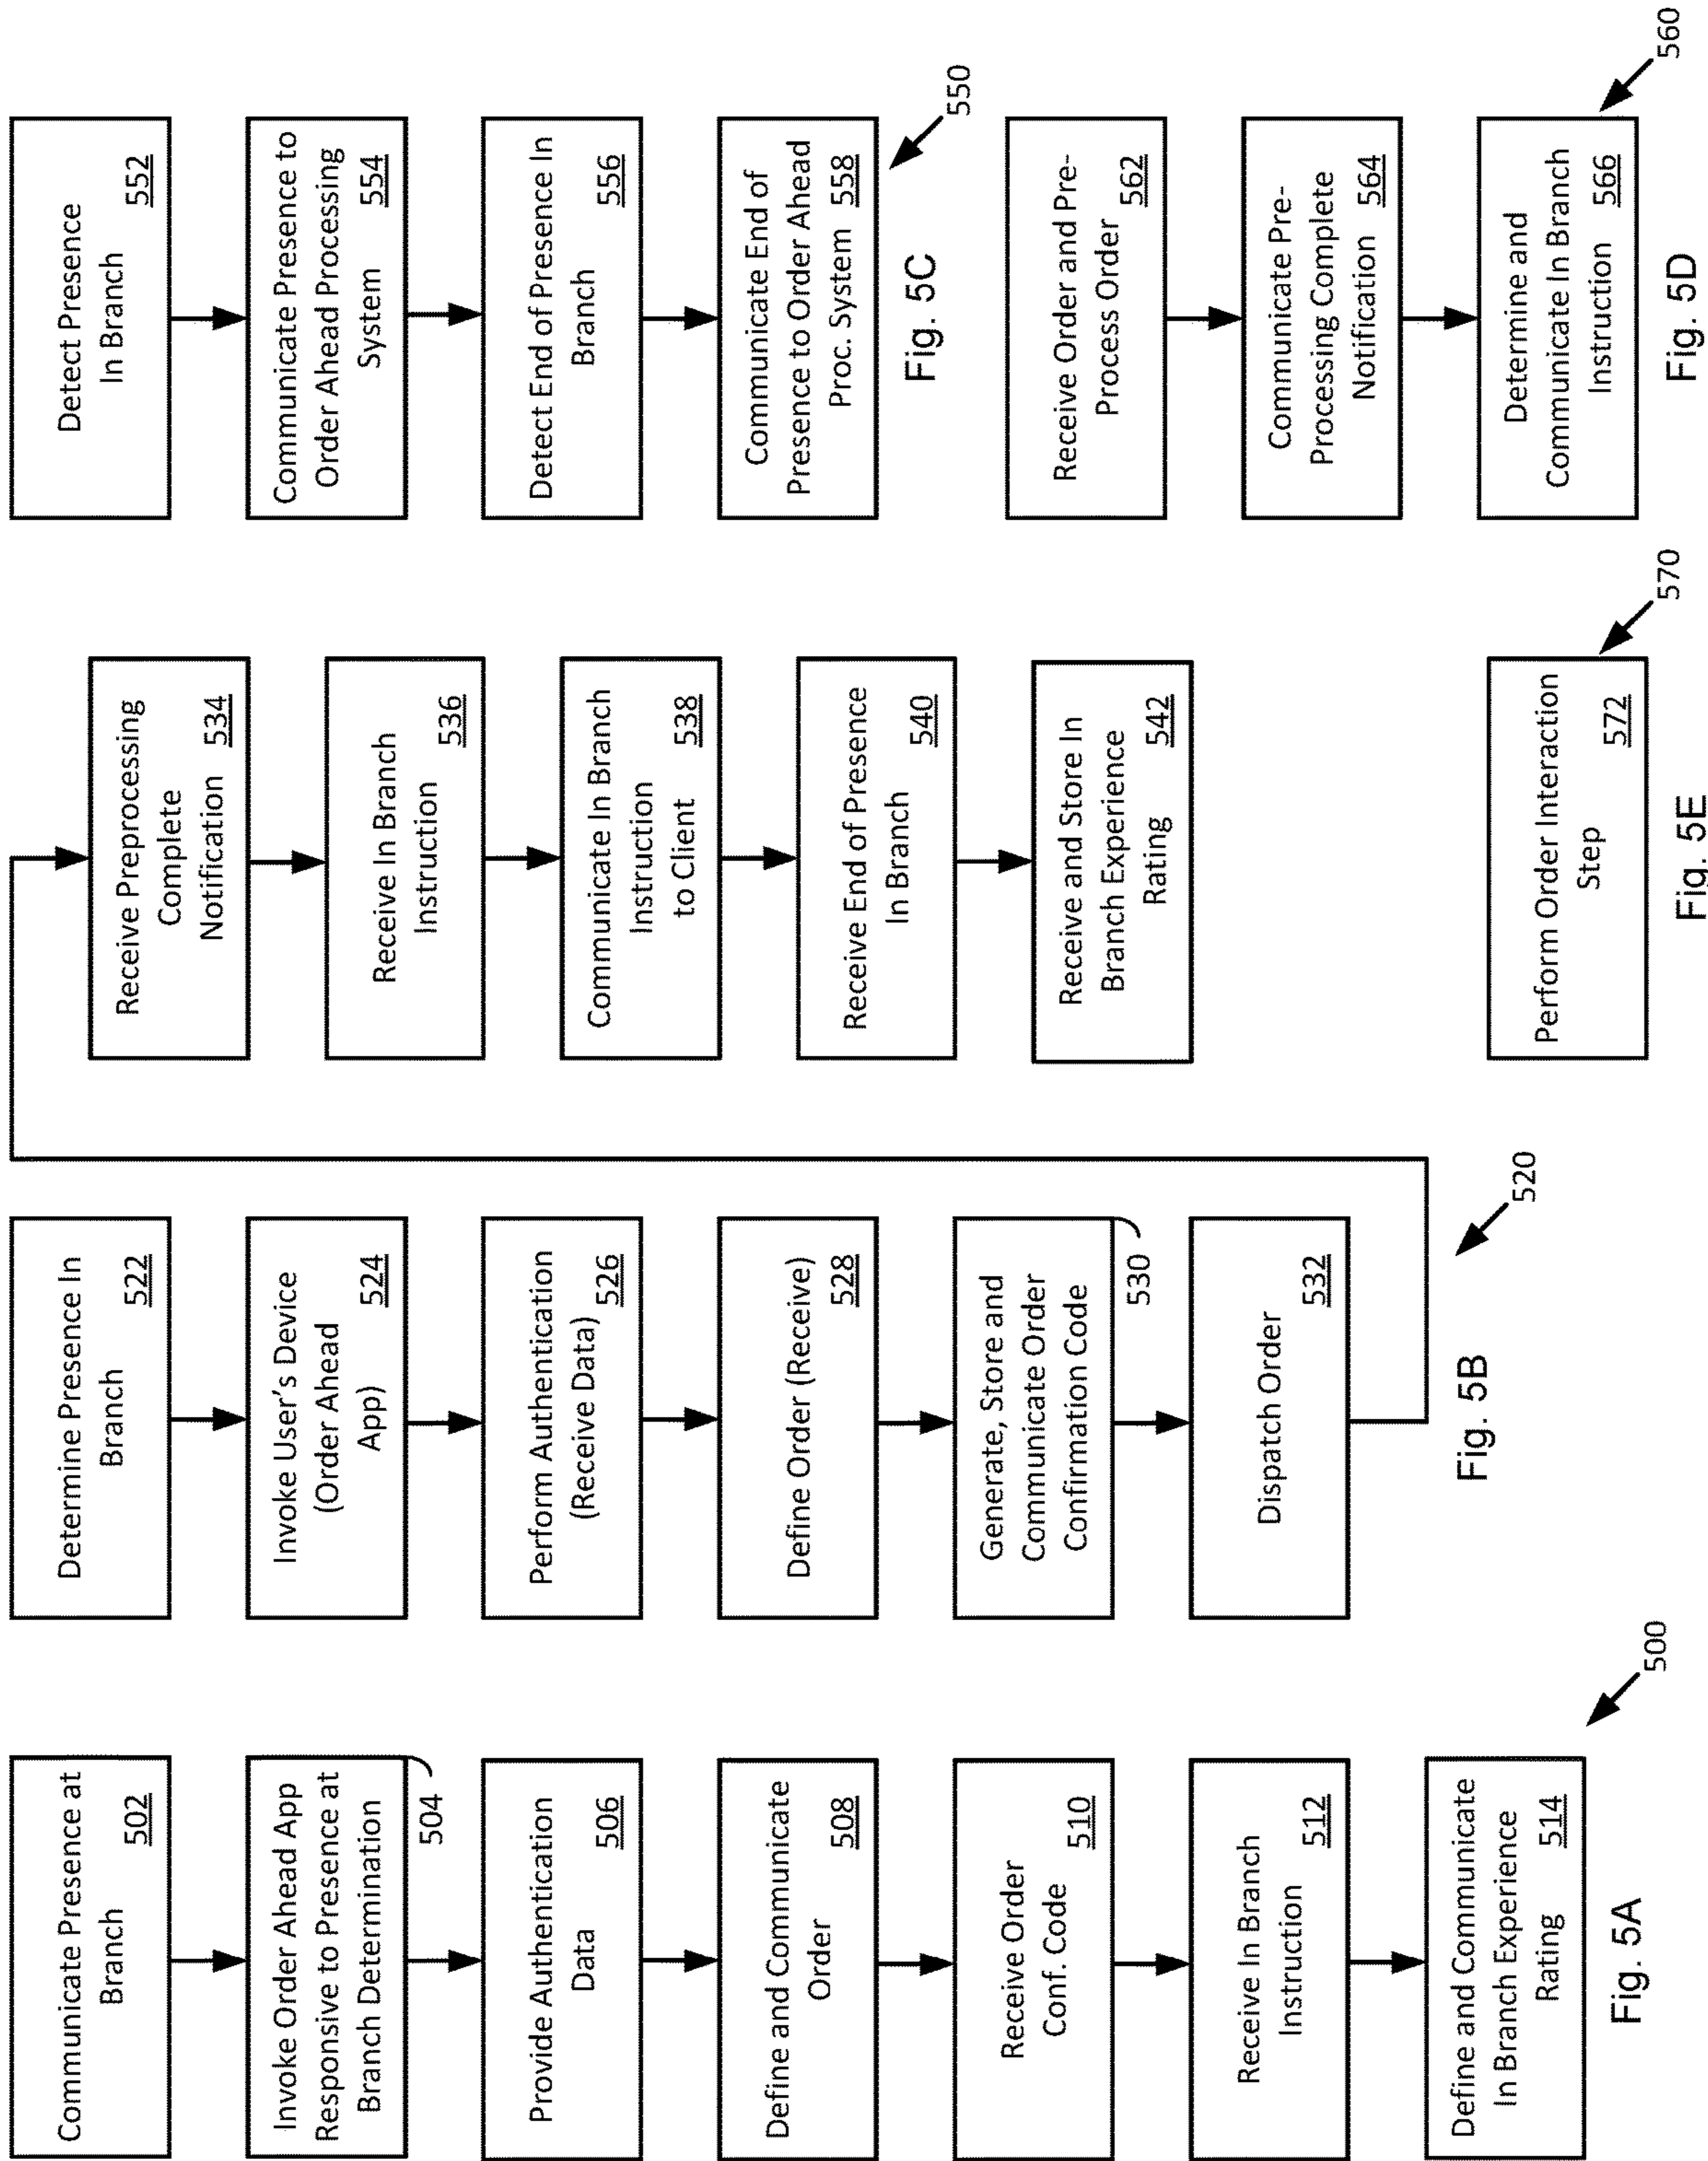 Communicate Presence at
Branch
502
Invoke Order Ahead App
Responsive to Presence at
Branch Determination
504
Provide Authentication
Data
506
Define and Communicate
Order
508
Receive Order
Conf. Code
510
Receive In Branch
Instruction
512
Define and Communicate
In Branch Experience
Rating 514
500
Fig. 5A
Determine Presence In
Branch
522
Invoke User's Device
(Order Ahead
App)
524
Perform Authentication
(Receive Data) 526
Define Order (Receive)
528
Generate, Store and
Communicate Order
Confirmation Code
530
Dispatch Order
532
520
Fig. 5B
Receive Preprocessing
Complete
Notification 534
Receive In Branch
Instruction
536
Communicate In Branch
Instruction
to Client
538
Receive End of Presence
In Branch
540
Receive and Store In
Branch Experience
Rating
542
Detect Presence
In Branch
552
Communicate Presence to
Order Ahead Processing
System 554
Detect End of Presence In
Branch
556
Communicate End of
Presence to Order Ahead
Proc. System 558
550
Fig. 5C
Receive Order and Pre-
Process Order
562
Communicate Pre-
Processing Complete
Notification 564
Determine and
Communicate In Branch
Instruction 566
560
Fig. 5D
Perform Order Interaction
Step
572
570
Fig. 5E